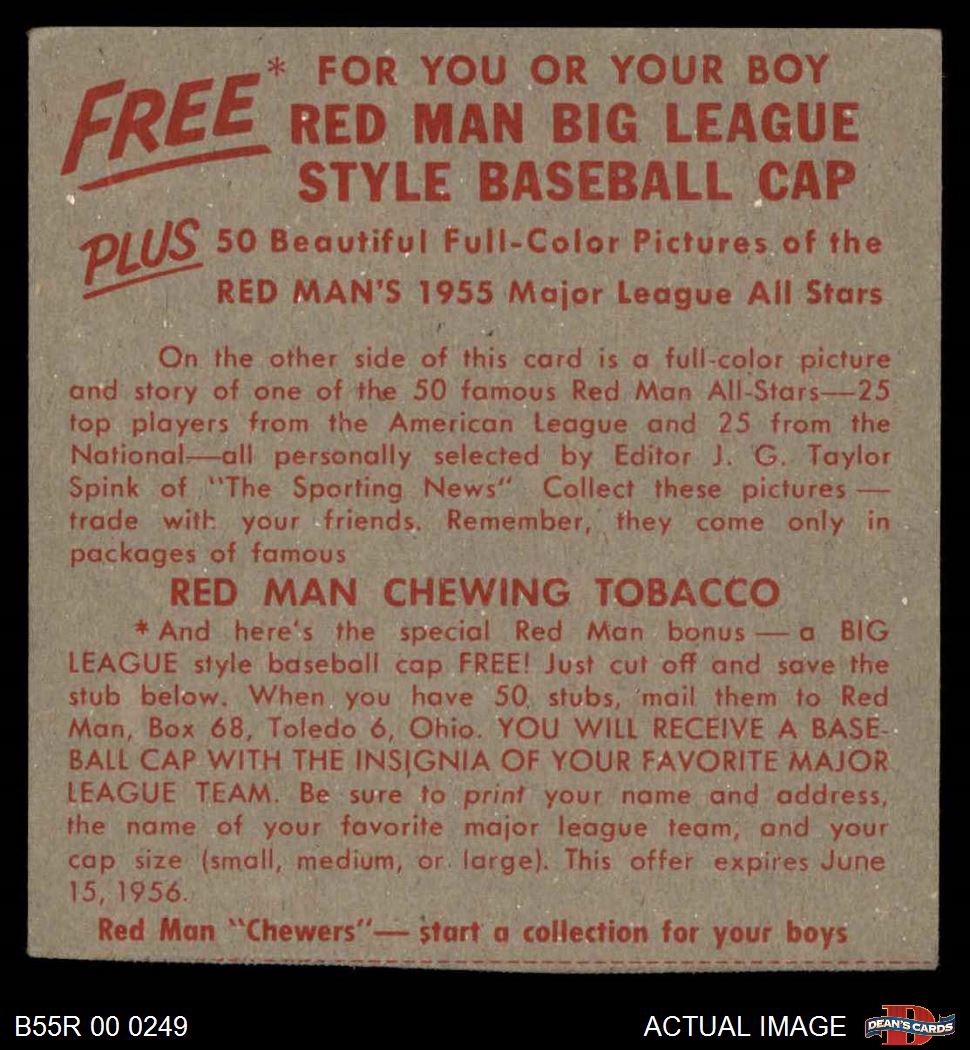 FREE* FOR YOU OR YOUR BOY
RED MAN BIG LEAGUE
STYLE BASEBALL CAP
PLUS 50 Beautiful Full-Color Pictures of the
RED MAN'S 1955 Major League All Stars
On the other side of this card is a full-color picture
and story of one of the 50 famous Red Man All-Stars—25
top players from the American League and 25 from the
National—all personally selected by Editor J. G. Taylor
Spink of "The Sporting News" Collect these pictures —
trade with your friends. Remember, they come only in
packages of famous
RED MAN CHEWING TOBACCO
* And here's the special Red Man bonus — a BIG
LEAGUE style baseball cap FREE! Just cut off and save the
stub below. When you have 50 stubs, mail them to Red
Man, Box 68, Toledo 6, Ohio. YOU WILL RECEIVE A BASE-
BALL CAP WITH THE INSIGNIA OF YOUR FAVORITE MAJOR
LEAGUE TEAM. Be sure to print your name and address,
the name of your favorite major league team, and your
cap size (small, medium, or large). This offer expires June
15, 1956.
Red Man "Chewers"— start a collection for your boys
B55R 00 0249
ACTUAL IMAGE
DEAN'S CARDS